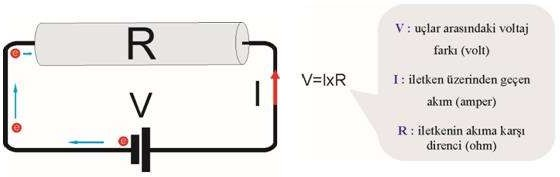 R
e
e
e
V
I
V=IxR
V : uçlar arasındaki voltaj
farkı (volt)
I : iletken üzerinden geçen
akım (amper)
R : iletkenin akıma karşı
direnci (ohm)